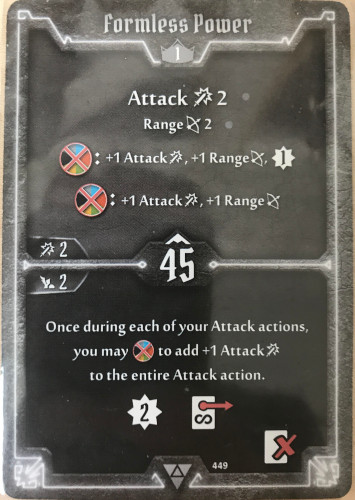 Formless Power
1
Attack 2
Range 2
: +1 Attack, +1 Range, 1
: +1 Attack, +1 Range
2
45
2
Once during each of your Attack actions,
you may to add +1 Attack
to the entire Attack action.
2
449